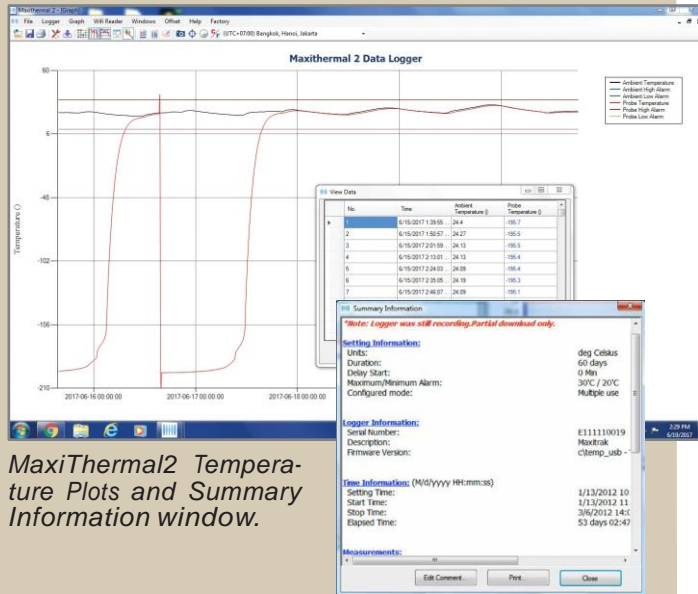 Maxithermal 2 - [Graph]
File Logger Graph Wifi Reader Windows Offset Help Factory
(UTC+07:00) Bangkok, Hanoi, Jakarta
Maxithermal 2 Data Logger
Ambient Temperature
Ambient High Alarm
Ambient Low Alarm
Probe Temperature
Probe High Alarm
Probe Low Alarm
60
6
-48
-102
-156
-210
Temperature ()
2017-06-16 00:00:00 2017-06-17 00:00:00 2017-06-18 00:00:00
View Data
No. Time Ambient Temperature () Probe Temperature ()
1 6/15/2017 1:39:55 ... 24.4 -195.7
2 6/15/2017 1:50:57 ... 24.27 -195.5
3 6/15/2017 2:01:59 ... 24.13 -195.5
4 6/15/2017 2:13:01 ... 24.13 -195.4
5 6/15/2017 2:24:03 ... 24.09 -195.4
6 6/15/2017 2:35:05 ... 24.19 -195.3
7 6/15/2017 2:46:07 ... 24.09 -195.1
Summary Information
*Note: Logger was still recording.Partial download only.
Setting Information:
Units: deg Celsius
Duration: 60 days
Delay Start: 0 Min
Maximum/Minimum Alarm: 30'C / 20'C
Configured mode: Multiple use
Logger Information:
Serial Number: E111110019
Description: Maxitrak
Firmware Version: c\temp_usb -
Time Information: (M/d/yyyy HH:mm:ss)
Setting Time: 1/13/2012 10
Start Time: 1/13/2012 11
Stop Time: 3/6/2012 14:0
Elapsed Time: 53 days 02:47
Measurements:
Edit Comment... Print... Close
2:29 PM
6/19/2017
MaxiThermal2 Tempera-
ture Plots and Summary
Information window.